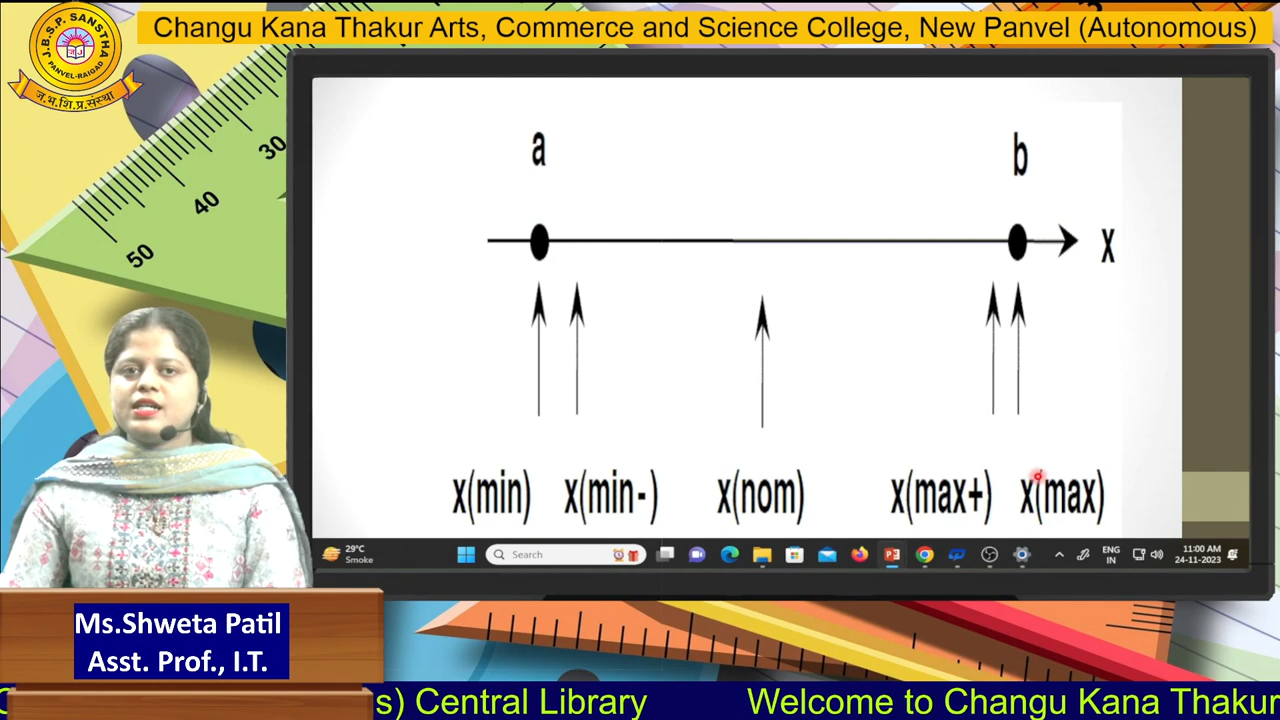 Changu Kana Thakur Arts, Commerce and Science College, New Panvel (Autonomous)
J.B.S.P. SANSTHA
PANVEL-RAIGAD
ज.भ.शि.प्र.संस्था
30
40
50
a
b
x
x(min)
x(min-)
x(nom)
x(max+)
x(max)
29°C
Smoke
Search
ENG
IN
11:00 AM
24-11-2023
Ms.Shweta Patil
Asst. Prof., I.T.
s) Central Library
Welcome to Changu Kana Thakur